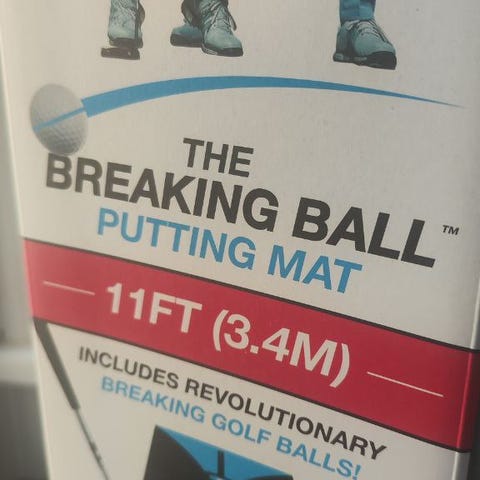 THE
BREAKING BALL™
PUTTING MAT
11FT (3.4M)
INCLUDES REVOLUTIONARY
BREAKING GOLF BALLS!